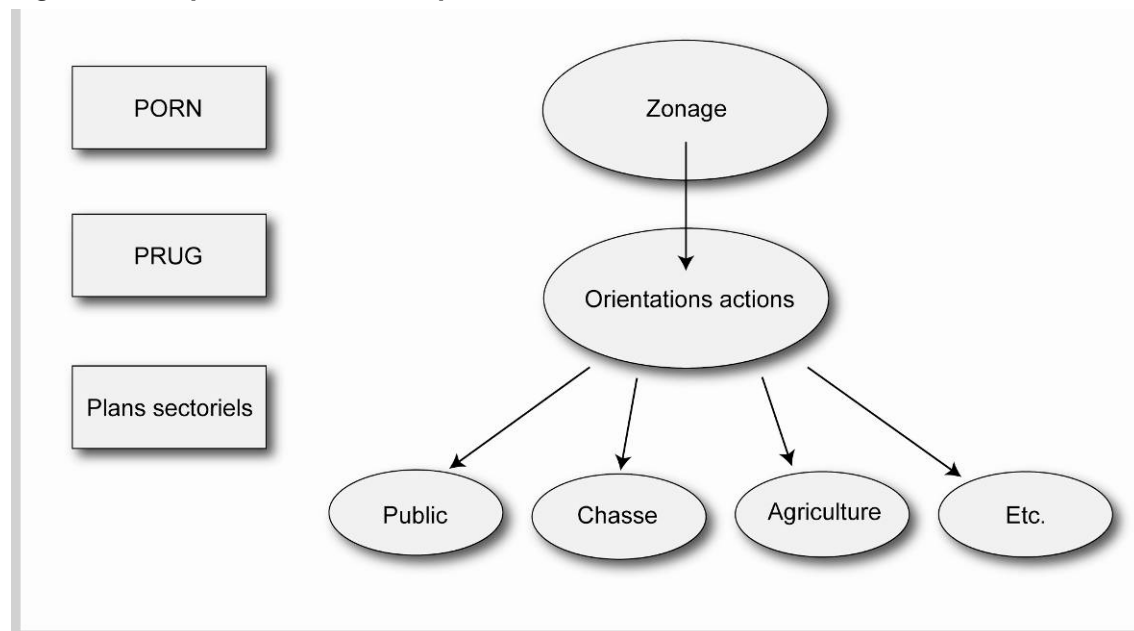 PORN
Zonage
PRUG
Orientations actions
Plans sectoriels
Public
Chasse
Agriculture
Etc.